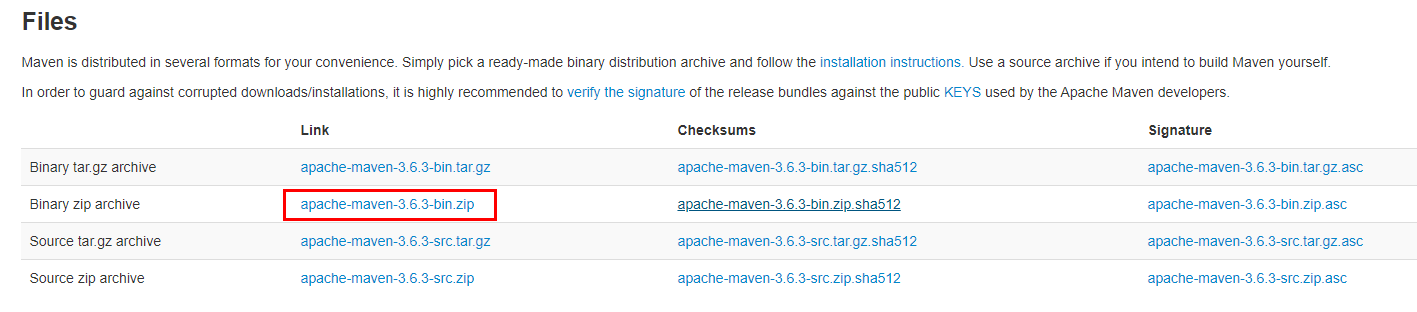 Files
Maven is distributed in several formats for your convenience. Simply pick a ready-made binary distribution archive and follow the installation instructions. Use a source archive if you intend to build Maven yourself.
In order to guard against corrupted downloads/installations, it is highly recommended to verify the signature of the release bundles against the public KEYS used by the Apache Maven developers.
Link Checksums Signature
Binary tar.gz archive apache-maven-3.6.3-bin.tar.gz apache-maven-3.6.3-bin.tar.gz.sha512 apache-maven-3.6.3-bin.tar.gz.asc
Binary zip archive apache-maven-3.6.3-bin.zip apache-maven-3.6.3-bin.zip.sha512 apache-maven-3.6.3-bin.zip.asc
Source tar.gz archive apache-maven-3.6.3-src.tar.gz apache-maven-3.6.3-src.tar.gz.sha512 apache-maven-3.6.3-src.tar.gz.asc
Source zip archive apache-maven-3.6.3-src.zip apache-maven-3.6.3-src.zip.sha512 apache-maven-3.6.3-src.zip.asc